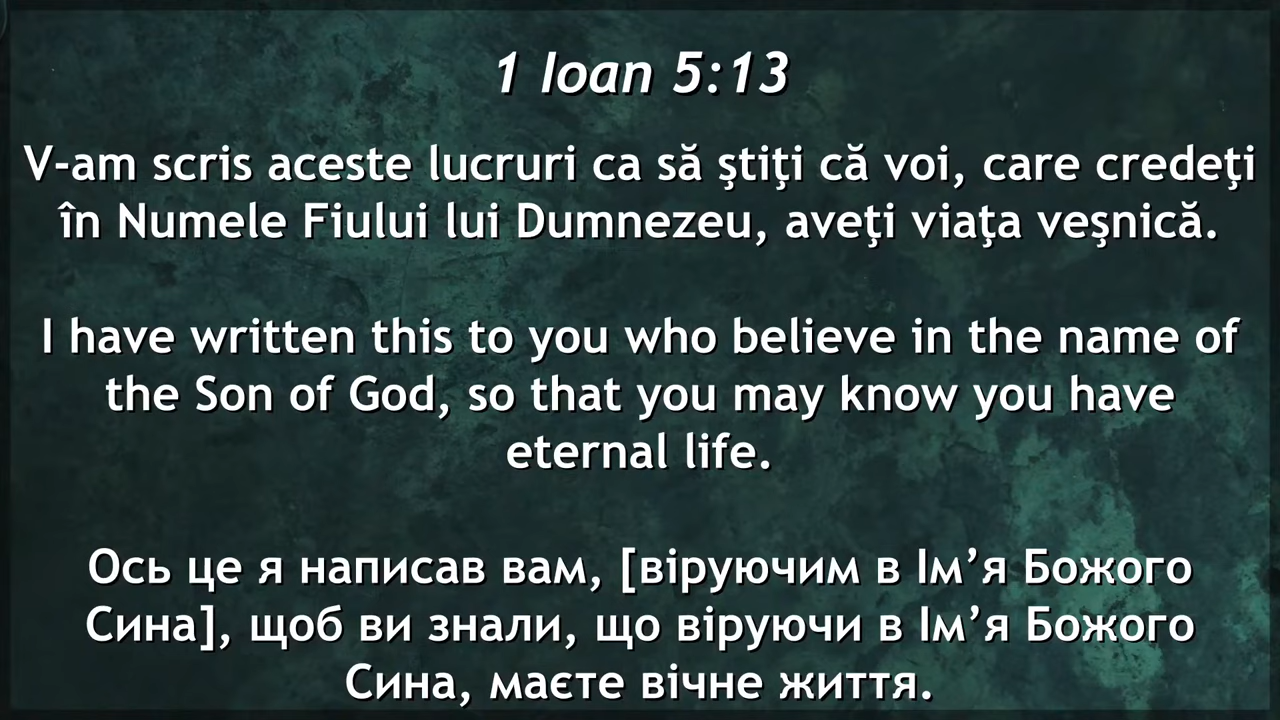 1 Ioan 5:13
V-am scris aceste lucruri ca să ştiţi că voi, care credeţi
în Numele Fiului lui Dumnezeu, aveţi viaţa veşnică.
I have written this to you who believe in the name of
the Son of God, so that you may know you have
eternal life.
Ось це я написав вам, [віруючим в Ім’я Божого
Сина], щоб ви знали, що віруючи в Ім’я Божого
Сина, маєте вічне життя.